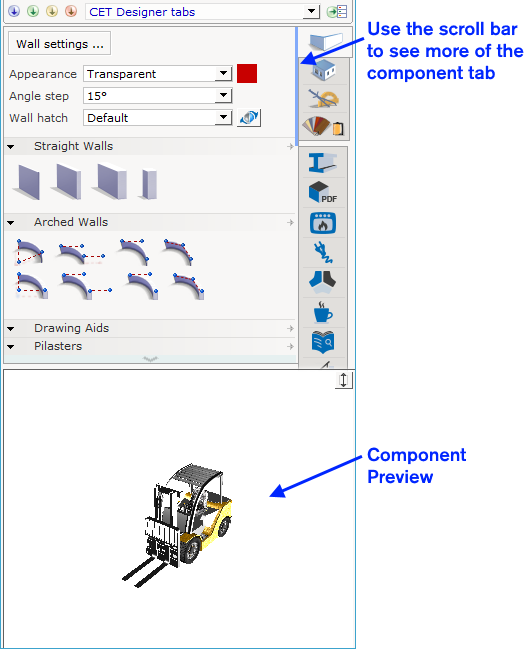 CET Designer tabs
Wall settings ...
Appearance Transparent
Angle step 15°
Wall hatch Default
Straight Walls
Arched Walls
Drawing Aids
Pilasters
PDF
Use the scroll bar
to see more of the
component tab
Component
Preview